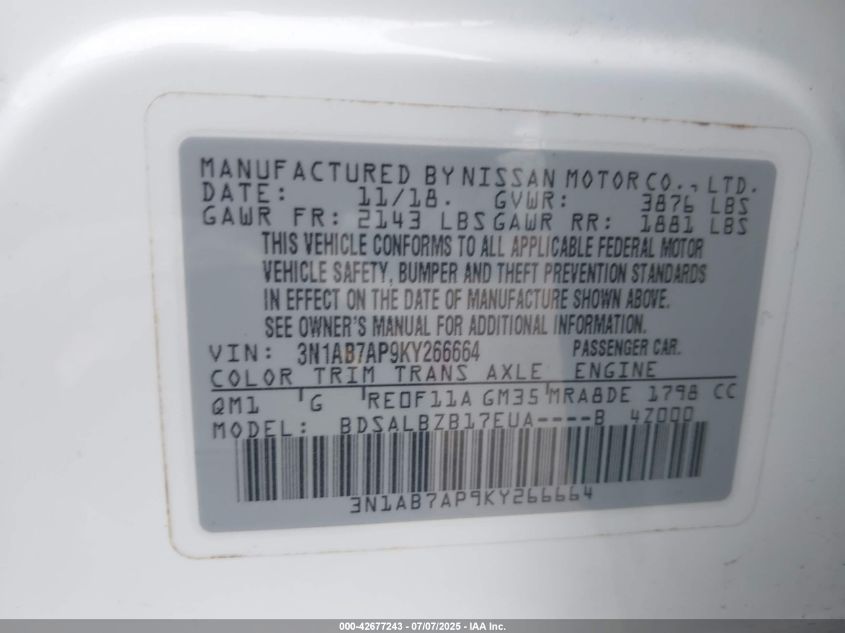 MANUFACTURED BY NISSAN MOTOR CO., LTD.
DATE: 11/18. GVWR: 3876 LBS
GAWR FR: 2143 LBS GAWR RR: 1881 LBS
THIS VEHICLE CONFORMS TO ALL APPLICABLE FEDERAL MOTOR
VEHICLE SAFETY, BUMPER AND THEFT PREVENTION STANDARDS
IN EFFECT ON THE DATE OF MANUFACTURE SHOWN ABOVE.
SEE OWNER'S MANUAL FOR ADDITIONAL INFORMATION.
VIN: 3N1AB7AP9KY266664 PASSENGER CAR.
COLOR TRIM TRANS AXLE ENGINE
QM1 G RE0F11A GM35 MRA8DE 1798 CC
MODEL: BDSALBZB17EUA----B 4Z000
3N1AB7AP9KY266664
000-42677243 - 07/07/2025 - IAA Inc.